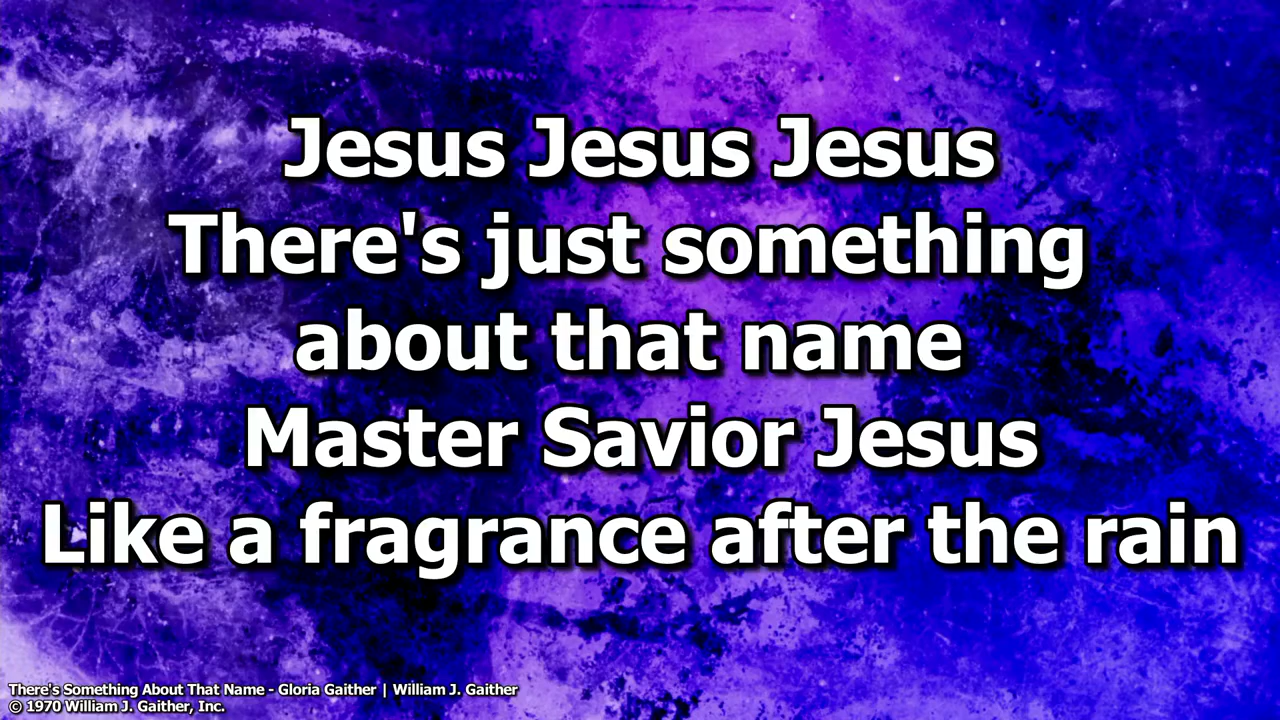 Jesus Jesus Jesus
There's just something
about that name
Master Savior Jesus
Like a fragrance after the rain
There's Something About That Name - Gloria Gaither | William J. Gaither
© 1970 William J. Gaither, Inc.